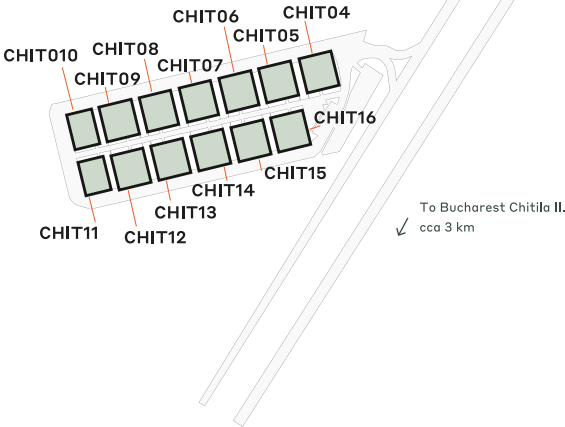 CHIT04
CHIT06
CHIT05
CHIT08
CHIT010
CHIT07
CHIT09
CHIT16
CHIT15
CHIT14
CHIT13
CHIT11
CHIT12
To Bucharest Chitila II.
cca 3 km